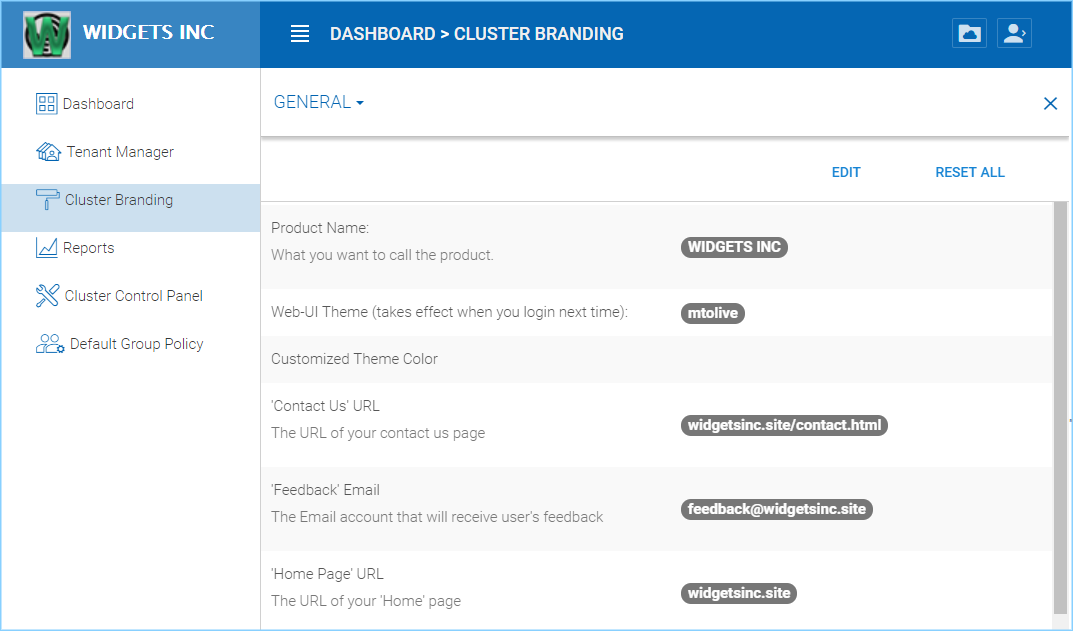 WIDGETS INC
DASHBOARD > CLUSTER BRANDING
Dashboard
Tenant Manager
Cluster Branding
Reports
Cluster Control Panel
Default Group Policy
GENERAL
EDIT RESET ALL
Product Name:
What you want to call the product.
WIDGETS INC
Web-UI Theme (takes effect when you login next time):
mtolive
Customized Theme Color
'Contact Us' URL
The URL of your contact us page
widgetsinc.site/contact.html
'Feedback' Email
The Email account that will receive user's feedback
feedback@widgetsinc.site
'Home Page' URL
The URL of your 'Home' page
widgetsinc.site